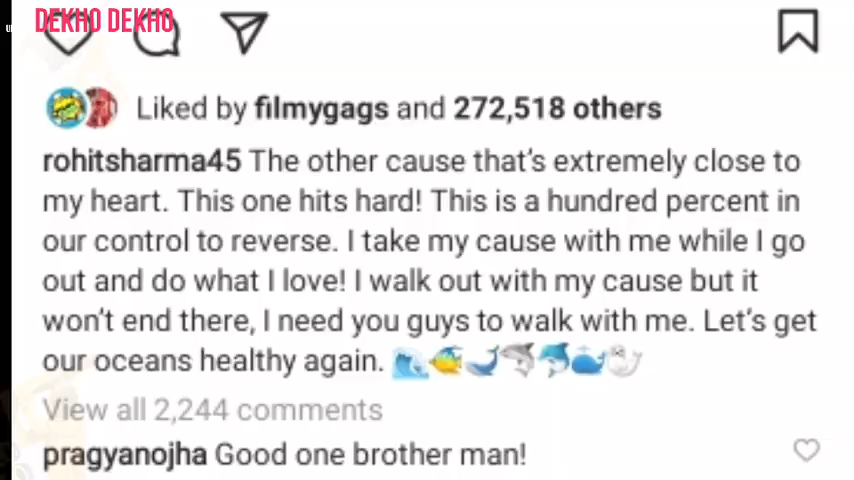 DEKHO DEKHO
Liked by filmygags and 272,518 others
rohitsharma45 The other cause that's extremely close to
my heart. This one hits hard! This is a hundred percent in
our control to reverse. I take my cause with me while I go
out and do what I love! I walk out with my cause but it
won't end there, I need you guys to walk with me. Let's get
our oceans healthy again. 🌊🐠🐋🦈🐬🐳🦭
View all 2,244 comments
pragyanojha Good one brother man!